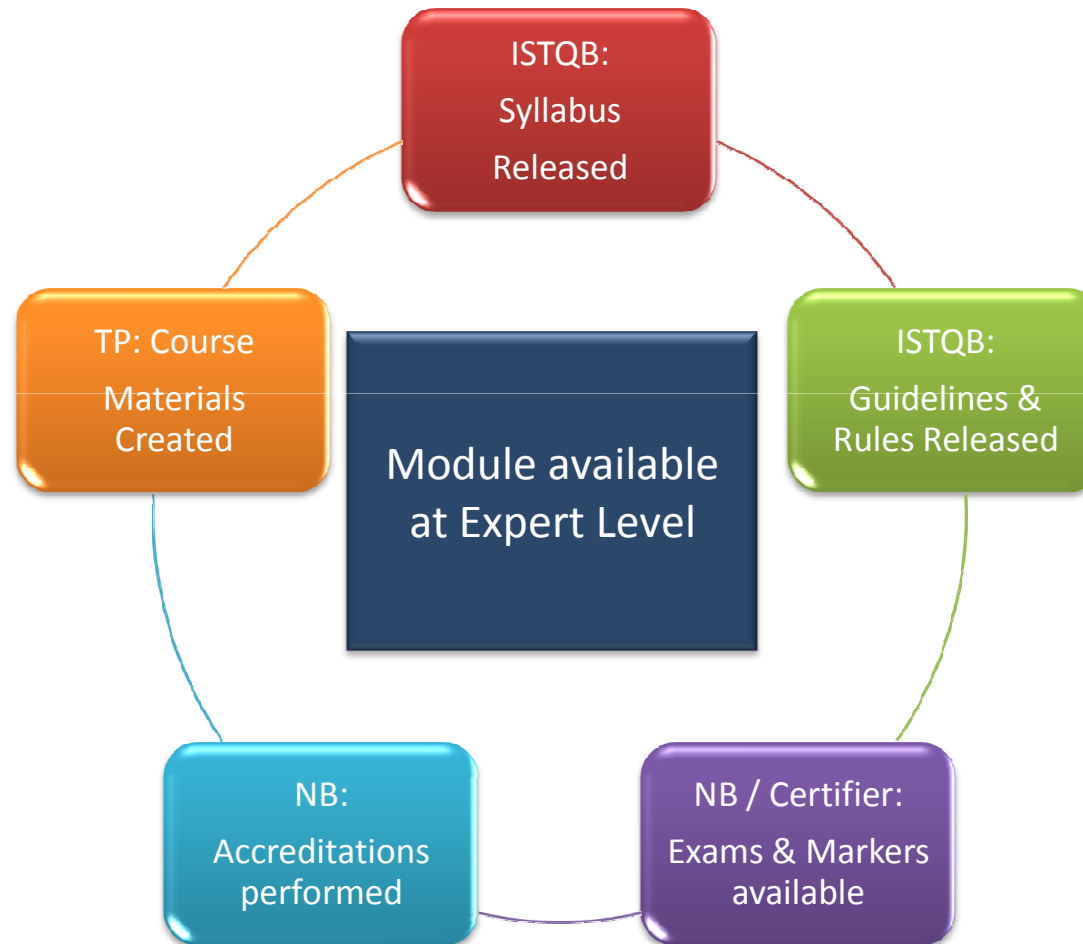 ISTQB:
Syllabus
Released
TP: Course
Materials
Created
ISTQB:
Guidelines &
Rules Released
Module available
at Expert Level
NB:
Accreditations
performed
NB / Certifier:
Exams & Markers
available